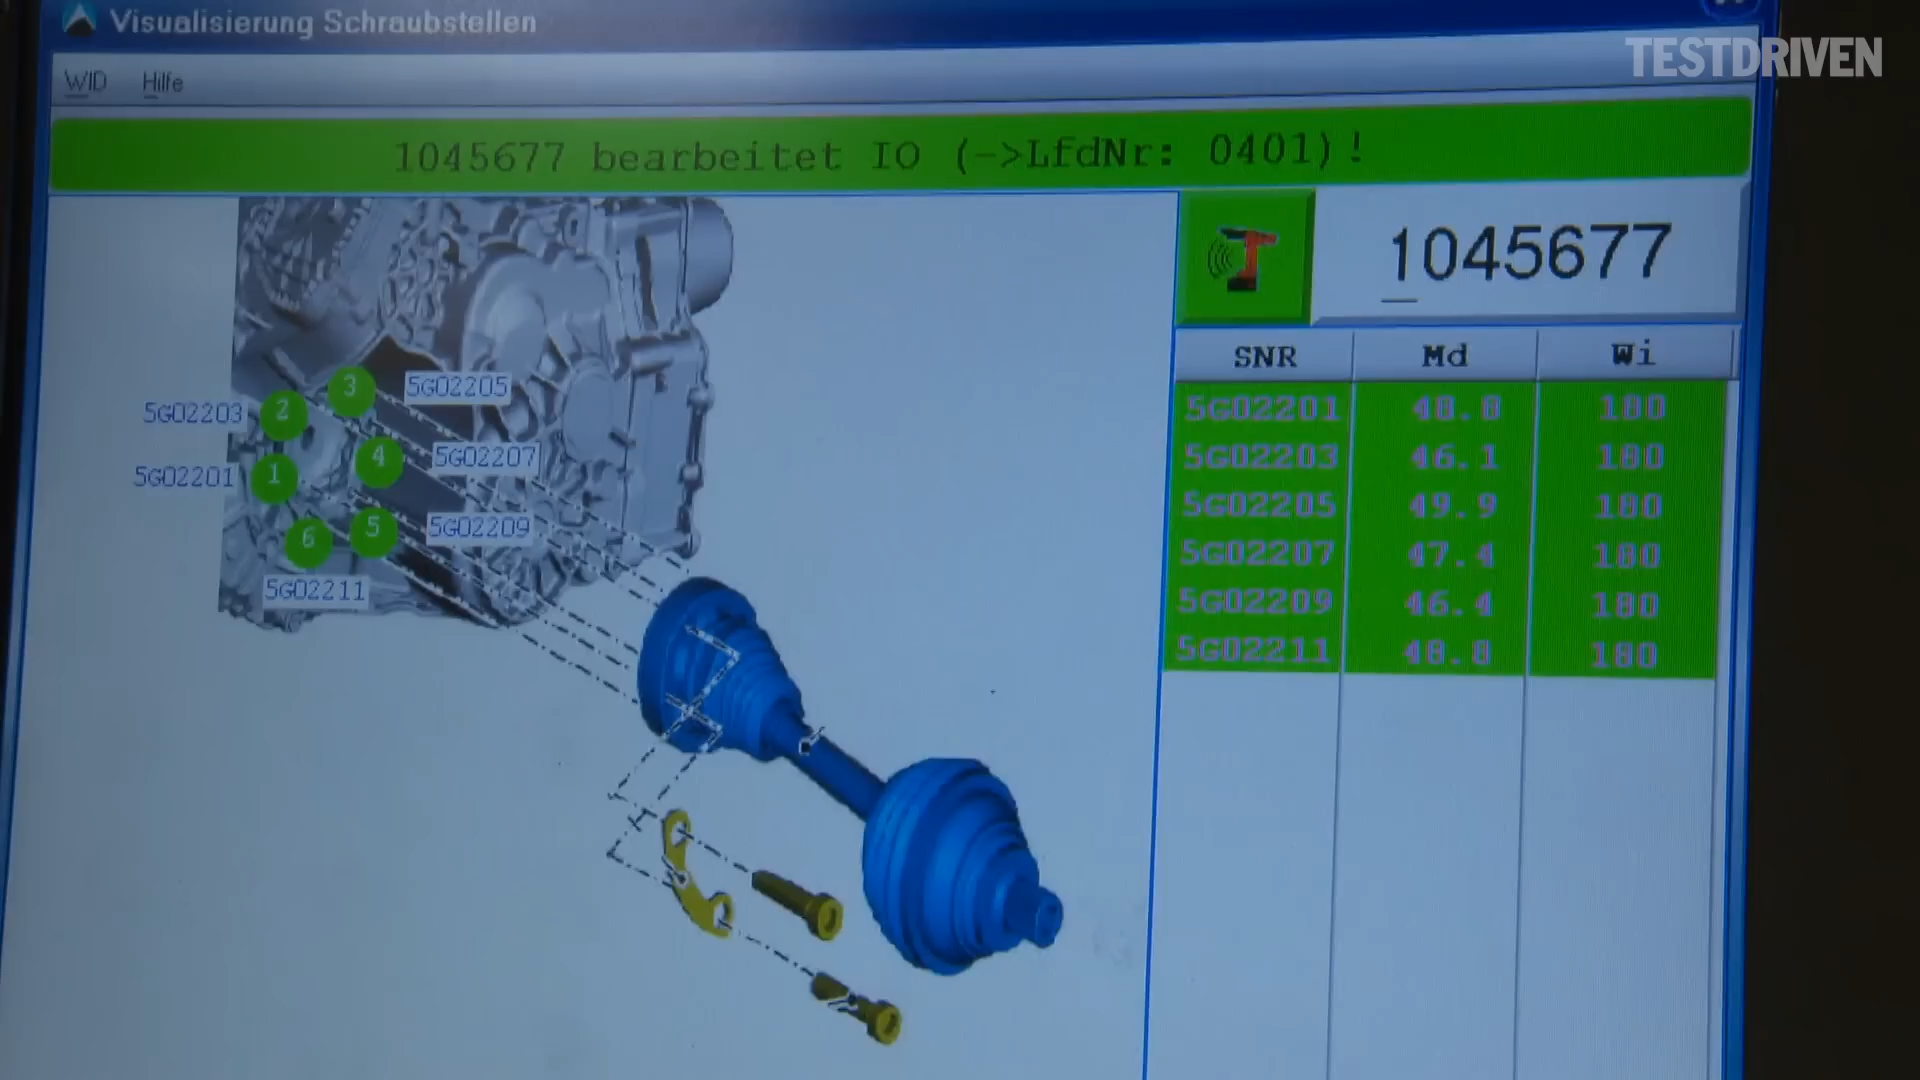 Visualisierung Schraubstellen
TESTDRIVEN
WID Hilfe
1045677 bearbeitet IO (->LfdNr: 0401)!
1045677
SNR Md Wi
5G02201 48.8 180
5G02203 46.1 180
5G02205 49.9 180
5G02207 47.4 180
5G02209 46.4 180
5G02211 48.8 180
3 5G02205
5G02203 2
4 5G02207
5G02201 1
5 5G02209
6
5G02211